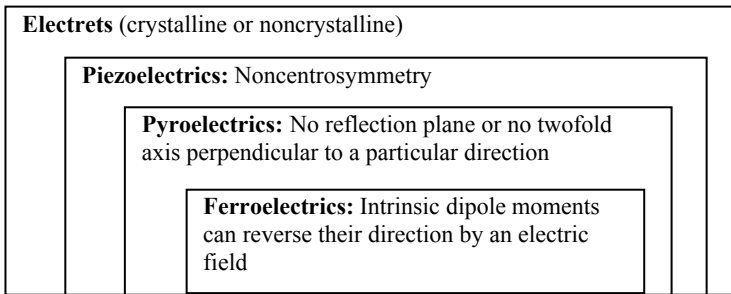 Electrets (crystalline or noncrystalline)
Piezoelectrics: Noncentrosymmetry
Pyroelectrics: No reflection plane or no twofold
axis perpendicular to a particular direction
Ferroelectrics: Intrinsic dipole moments
can reverse their direction by an electric
field